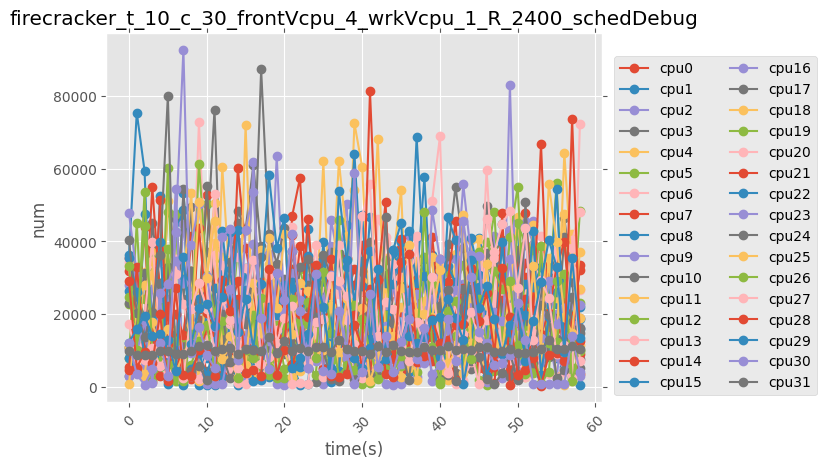 firecracker_t_10_c_30_frontVcpu_4_wrkVcpu_1_R_2400_schedDebug
num
80000
60000
40000
20000
0
0
10
20
30
40
50
60
time(s)
cpu0
cpu1
cpu2
cpu3
cpu4
cpu5
cpu6
cpu7
cpu8
cpu9
cpu10
cpu11
cpu12
cpu13
cpu14
cpu15
cpu16
cpu17
cpu18
cpu19
cpu20
cpu21
cpu22
cpu23
cpu24
cpu25
cpu26
cpu27
cpu28
cpu29
cpu30
cpu31